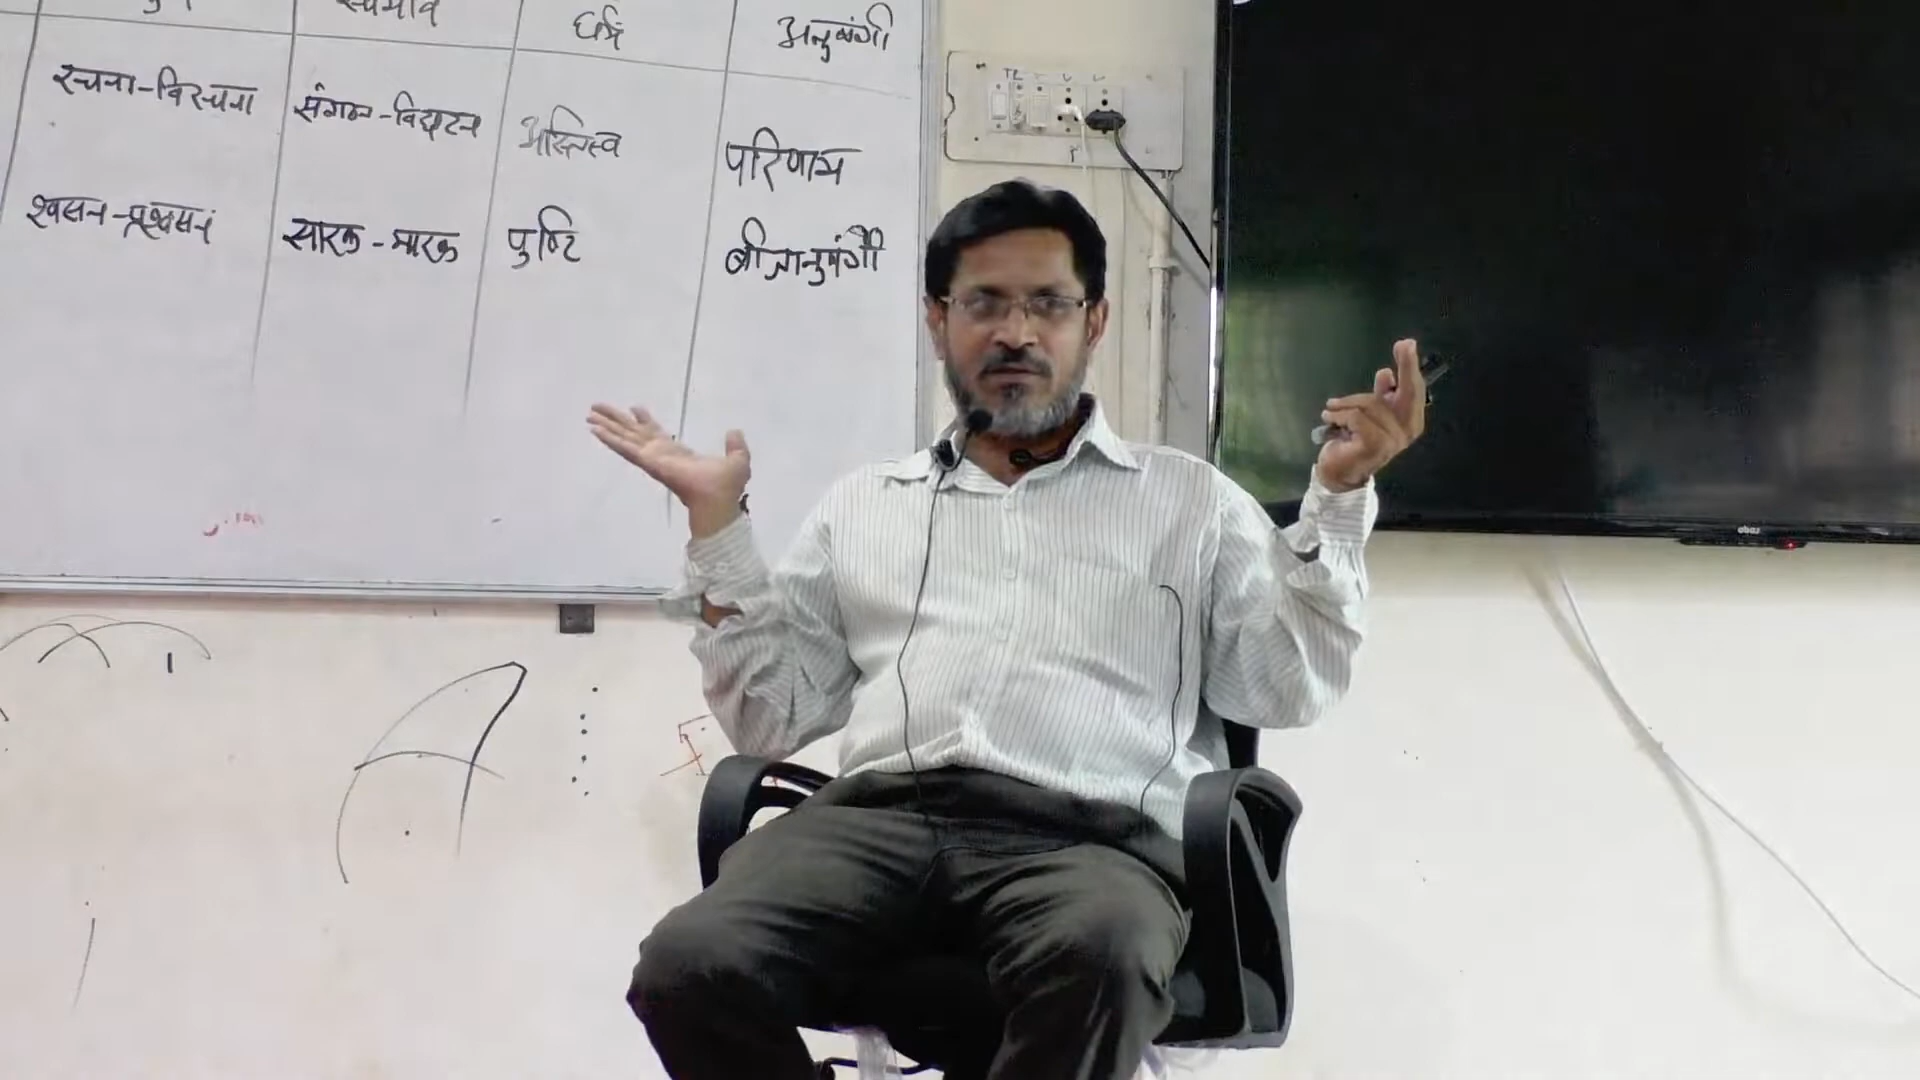 स्वभाव धर्म अनुषंगी
रचना-विरचना संगठन-विघटन अस्तित्व परिणाम
श्वसन-प्रश्वसन सारक-मारक पुष्टि बीजानुषंगी